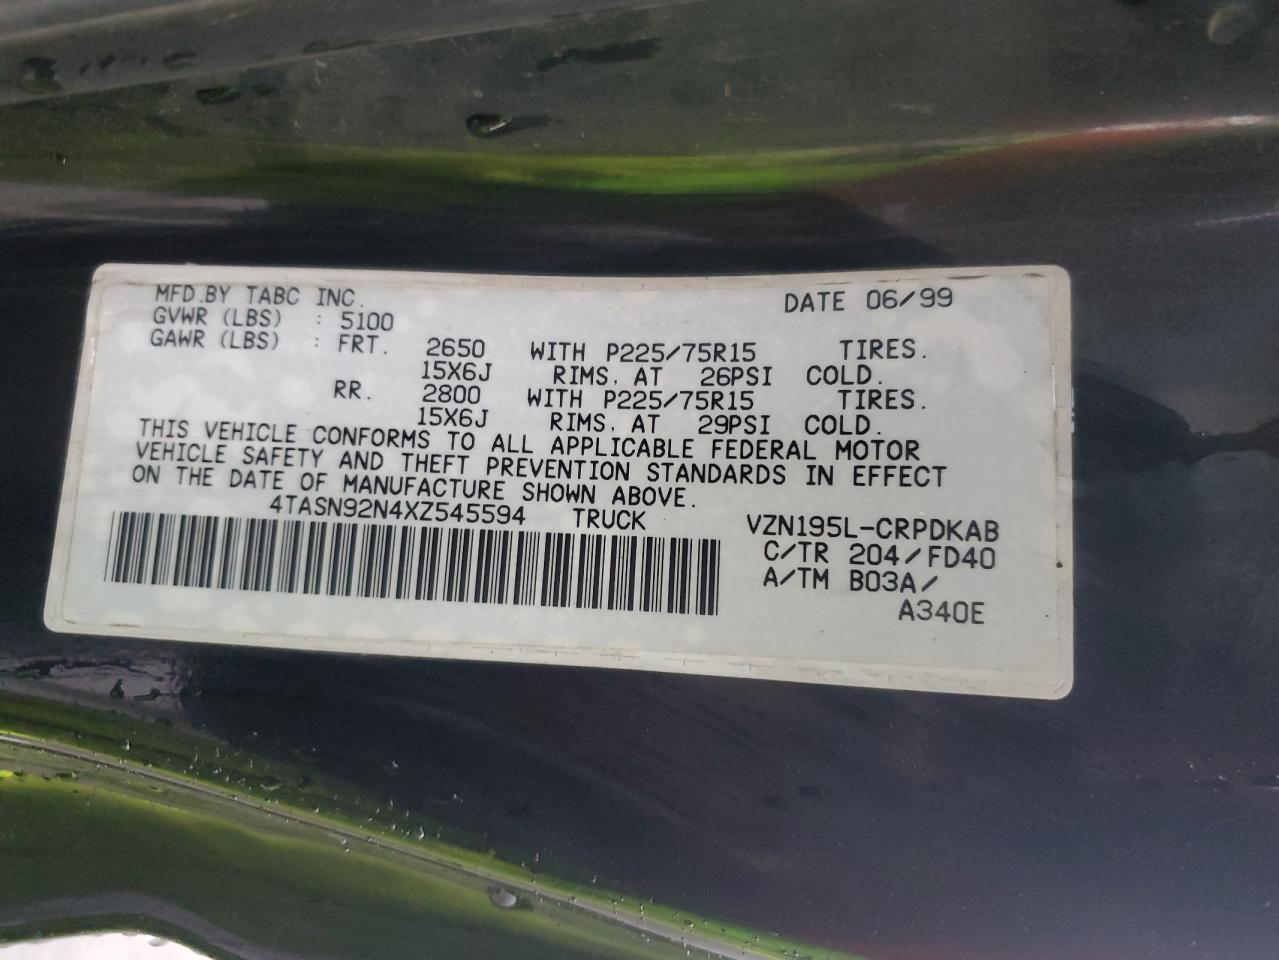 MFD.BY TABC INC. DATE 06/99
GVWR (LBS) : 5100
GAWR (LBS) : FRT. 2650 WITH P225/75R15 TIRES.
15X6J RIMS, AT 26PSI COLD.
RR. 2800 WITH P225/75R15 TIRES.
15X6J RIMS, AT 29PSI COLD.
THIS VEHICLE CONFORMS TO ALL APPLICABLE FEDERAL MOTOR
VEHICLE SAFETY AND THEFT PREVENTION STANDARDS IN EFFECT
ON THE DATE OF MANUFACTURE SHOWN ABOVE.
4TASN92N4XZ545594 TRUCK VZN195L-CRPDKAB
C/TR 204/FD40
A/TM B03A/
A340E